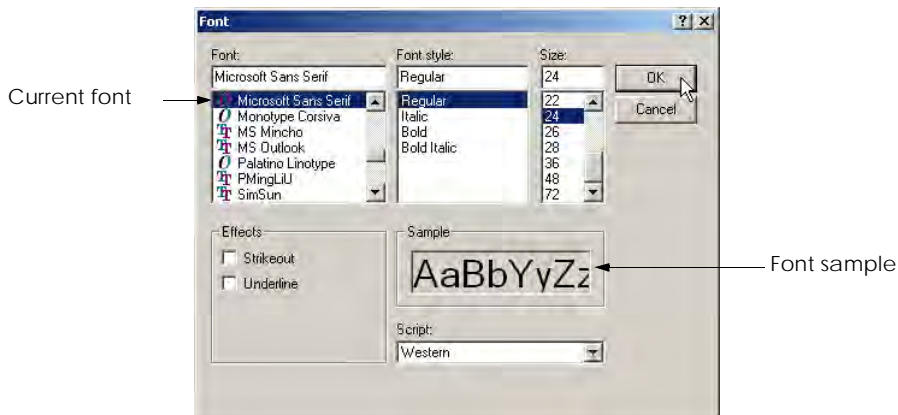 Font
? X
Font:
Font style:
Size:
Microsoft Sans Serif
Regular
24
OK
Cancel
Current font
Microsoft Sans Serif
Monotype Corsiva
MS Mincho
MS Outlook
Palatino Linotype
PMingLiU
SimSun
Regular
Italic
Bold
Bold Italic
22
24
26
28
36
48
72
Effects
Strikeout
Underline
Sample
AaBbYyZz
Font sample
Script:
Western